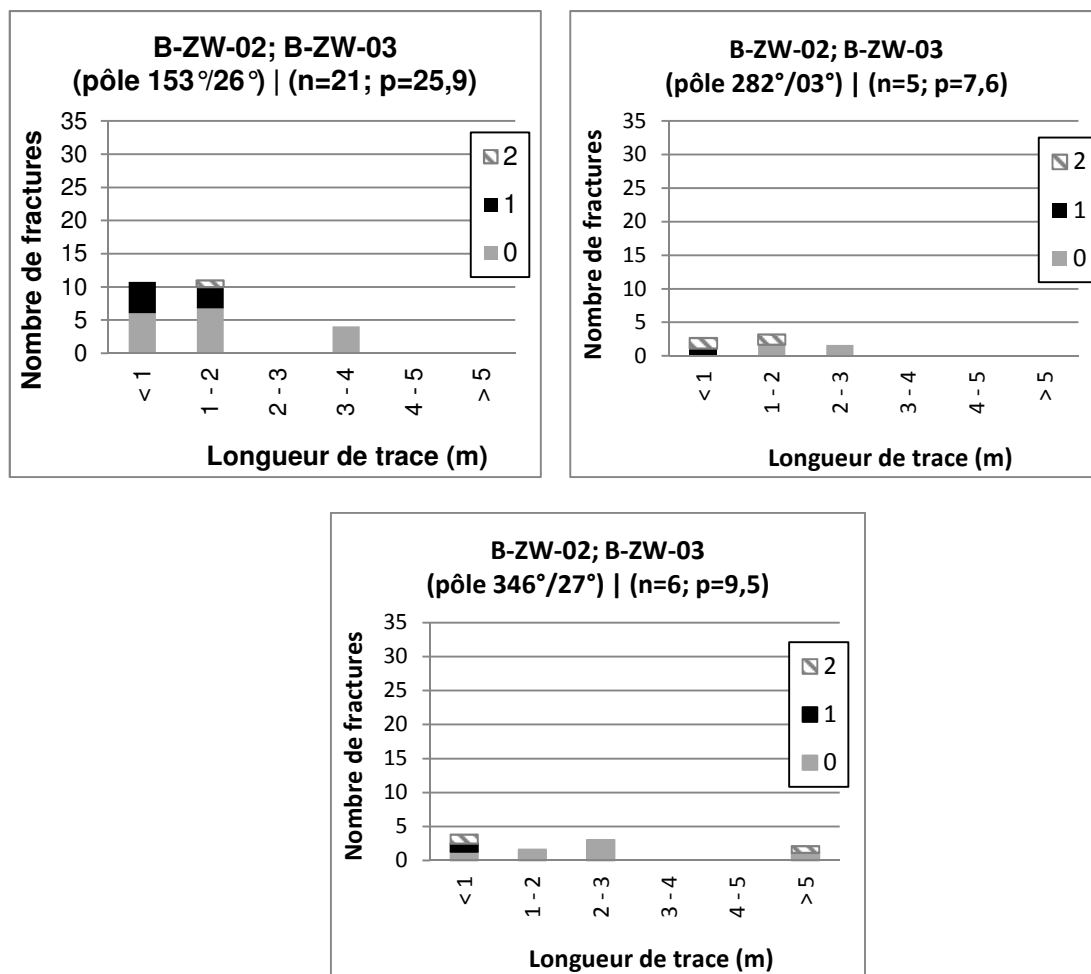 B-ZW-02; B-ZW-03
(pôle 153°/26°) | (n=21; p=25,9)
Nombre de fractures
35
30
25
20
15
10
5
0
2
1
0
< 1
1 - 2
2 - 3
3 - 4
4 - 5
> 5
Longueur de trace (m)
B-ZW-02; B-ZW-03
(pôle 282°/03°) | (n=5; p=7,6)
Nombre de fractures
35
30
25
20
15
10
5
0
2
1
0
< 1
1 - 2
2 - 3
3 - 4
4 - 5
> 5
Longueur de trace (m)
B-ZW-02; B-ZW-03
(pôle 346°/27°) | (n=6; p=9,5)
Nombre de fractures
35
30
25
20
15
10
5
0
2
1
0
< 1
1 - 2
2 - 3
3 - 4
4 - 5
> 5
Longueur de trace (m)